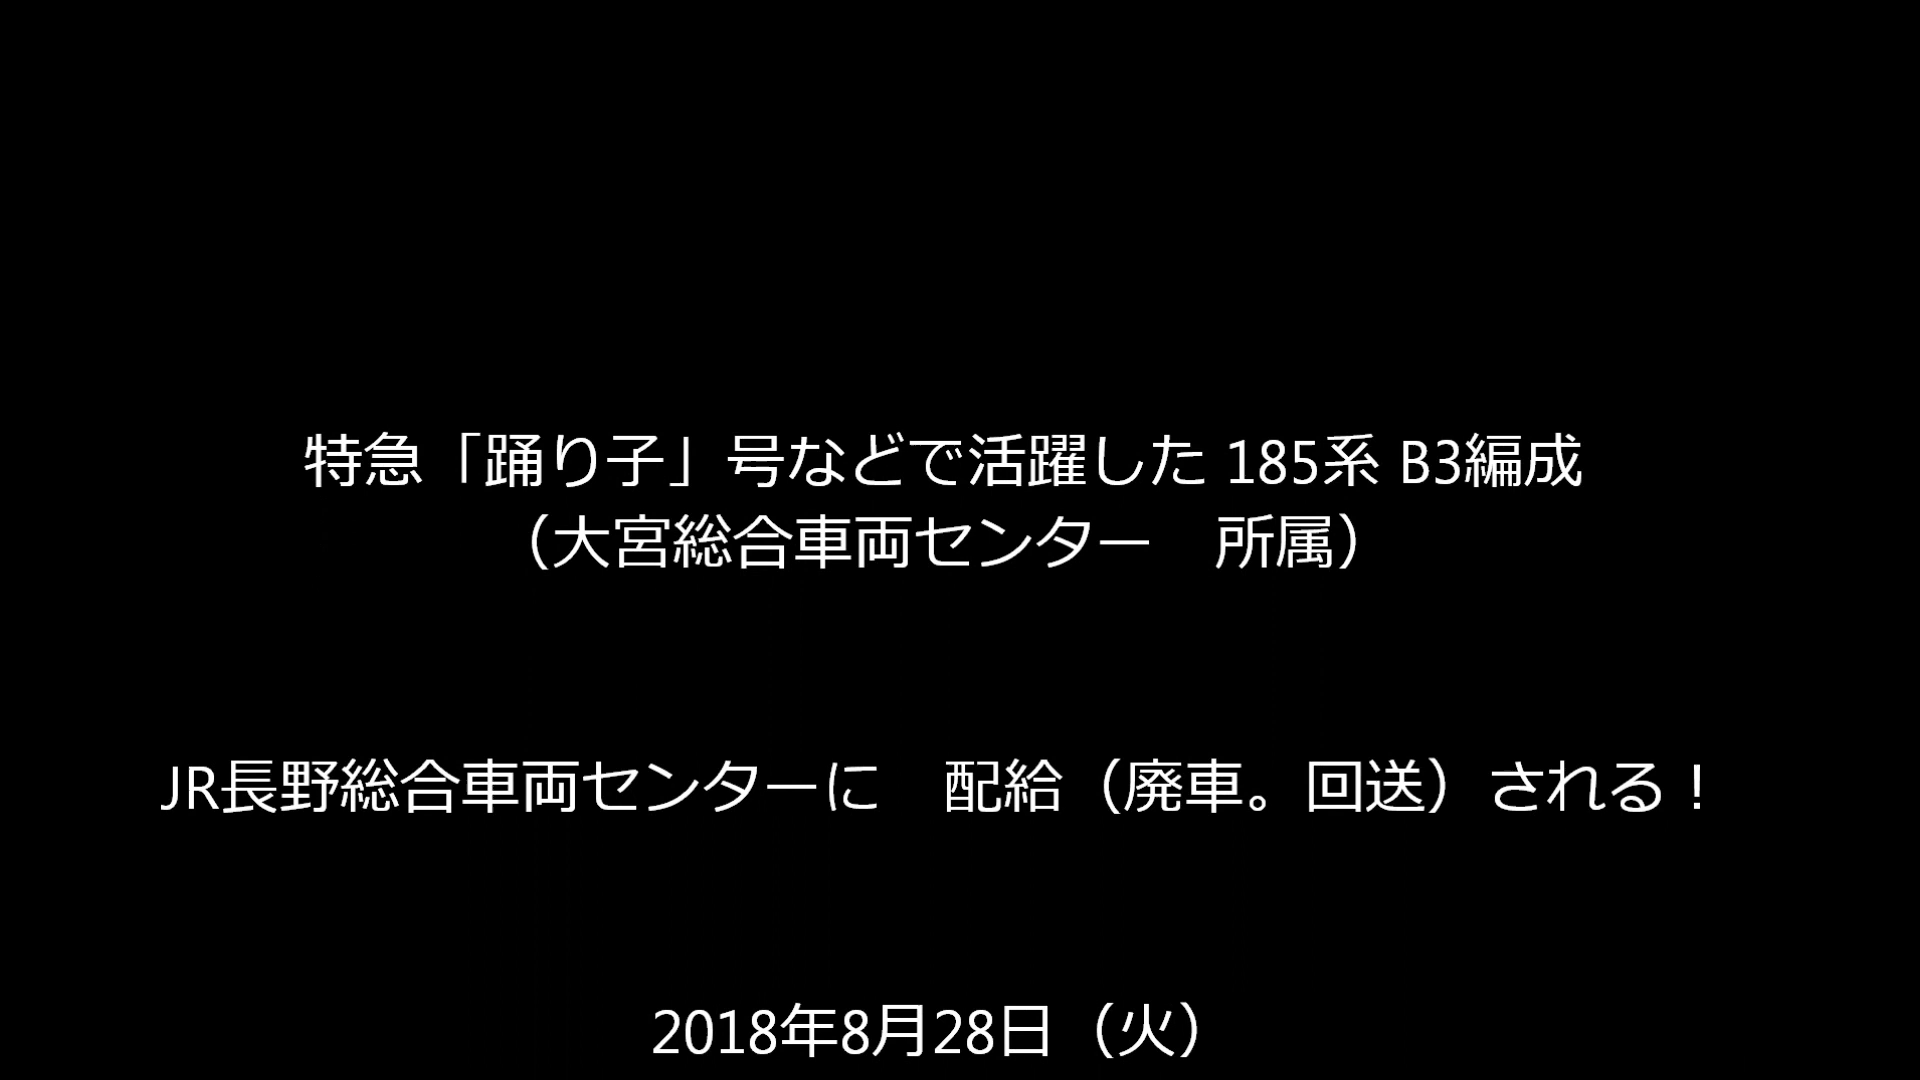 特急「踊り子」号などで活躍した 185系 B3編成
（大宮総合車両センター　所属）
JR長野総合車両センターに　配給（廃車。回送）される！
2018年8月28日（火）